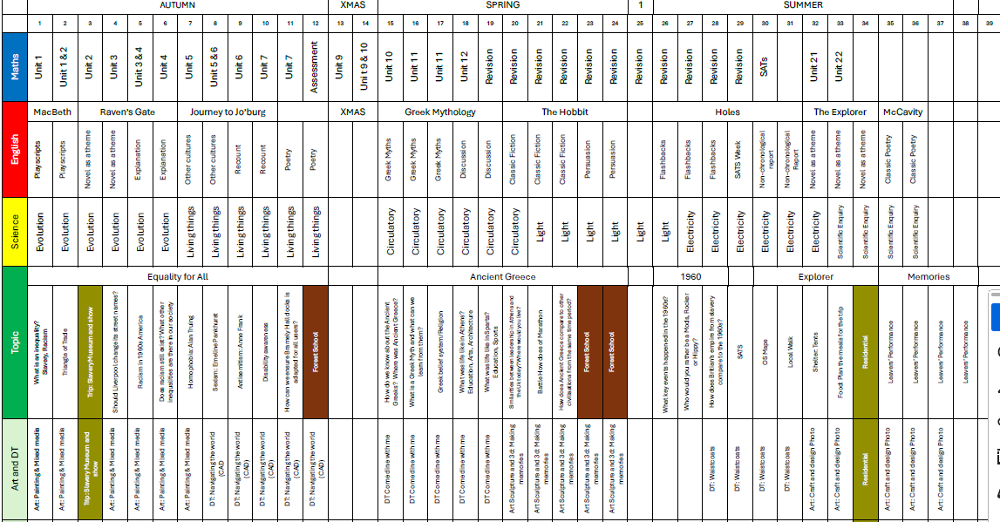 AUTUMN XMAS SPRING 1 SUMMER
1 2 3 4 5 6 7 8 9 10 11 12 13 14 15 16 17 18 19 20 21 22 23 24 25 26 27 28 29 30 31 32 33 34 35 36 37 38 39
Maths
Unit 1
Unit 1 & 2
Unit 2
Unit 3
Unit 3 & 4
Unit 4
Unit 5
Unit 5 & 6
Unit 6
Unit 7
Unit 7
Assessment
Unit 9
Unit 9 & 10
Unit 10
Unit 11
Unit 11
Unit 12
Revision
Revision
Revision
Revision
Revision
Revision
Revision
Revision
Revision
Revision
Revision
SATs
Unit 21
Unit 22
English
MacBeth Raven's Gate Journey to Jo'burg XMAS Greek Mythology The Hobbit Holes The Explorer McCavity
Playscripts
Playscripts
Novel as a theme
Novel as a theme
Explanation
Explanation
Other cultures
Other cultures
Recount
Recount
Poetry
Poetry
Greek Myths
Greek Myths
Greek Myths
Discussion
Discussion
Classic Fiction
Classic Fiction
Classic Fiction
Persuasion
Persuasion
Flashbacks
Flashbacks
Flashbacks
SATS Week
Non-chronological
report
Non-chronological
Report
Novel as a theme
Novel as a theme
Novel as a theme
Classic Poetry
Classic Poetry
Science
Evolution
Evolution
Evolution
Evolution
Evolution
Evolution
Living things
Living things
Living things
Living things
Living things
Living things
Circulatory
Circulatory
Circulatory
Circulatory
Circulatory
Circulatory
Light
Light
Light
Light
Light
Light
Electricity
Electricity
Electricity
Electricity
Electricity
Electricity
Scientific Enquiry
Scientific Enquiry
Scientific Enquiry
Scientific Enquiry
Topic
Equality for All Ancient Greece 1960 Explorer Memories
What is an inequality?
Slavery, Racism
Triangle of Trade
Trip: Slavery Museum and show
Should Liverpool change its street names?
Racism in 1960s America
Does racism still exist? What other
inequalities are there in our society
Homophobia: Alan Truing
Sexism: Emeline Pankhurst
Antisemitism: Anne Frank
Disability awareness
How can we ensure Bramely Hall, docks is
adapted for all users?
Forest School
How do we know about the Ancient
Greeks? Where was Ancient Greece?
What is a Greek Myth and what can we
learn from them?
Greek belief system/Religion
What was life like in Athens?
Education, Arts, Architecture
What was life like in Sparta?
Education, Sports
Similarities between leadership in Athens and
the Uk today? Where would you live?
Battle How does of Marathon
How does Ancient Greece compare to other
civilisations from the same time period?
Forest School
Forest School
What key events happened in the 1960s?
Who would you rather be a Mods, Rocker
or Hippy?
How does Britain's empire from slavery
compare to the 1960s?
SATS
OS Maps
Local Walk
Shelter, Tents
Food: Plan the meals for the trip
Residential
Leavers' Performance
Leavers' Performance
Leavers' Performance
Leavers' Performance
Art and DT
Art: Painting & Mixed media
Art: Painting & Mixed media
Trip: Slavery Museum and
show
Art: Painting & Mixed media
Art: Painting & Mixed media
Art: Painting & Mixed media
Art: Painting & Mixed media
DT: Navigating the world
(CAD
DT: Navigating the world
(CAD)
DT: Navigating the world
(CAD)
DT: Navigating the world
(CAD)
DT: Navigating the world
(CAD)
DT Come dine with me
DT Come dine with me
DT Come dine with me
DT Come dine with me
DT Come dine with me
Art Sculpture and 3d: Making
memories
Art Sculpture and 3d: Making
memories
Art Sculpture and 3d: Making
memories
Art Sculpture and 3d: Making
memories
Art Sculpture and 3d: Making
memories
DT: Waistcoats
DT: Waistcoats
DT: Waistcoats
DT: Waistcoats
Art: Craft and design Photo
Art: Craft and design Photo
Residential
Art: Craft and design Photo
Art: Craft and design Photo
Art: Craft and design Photo